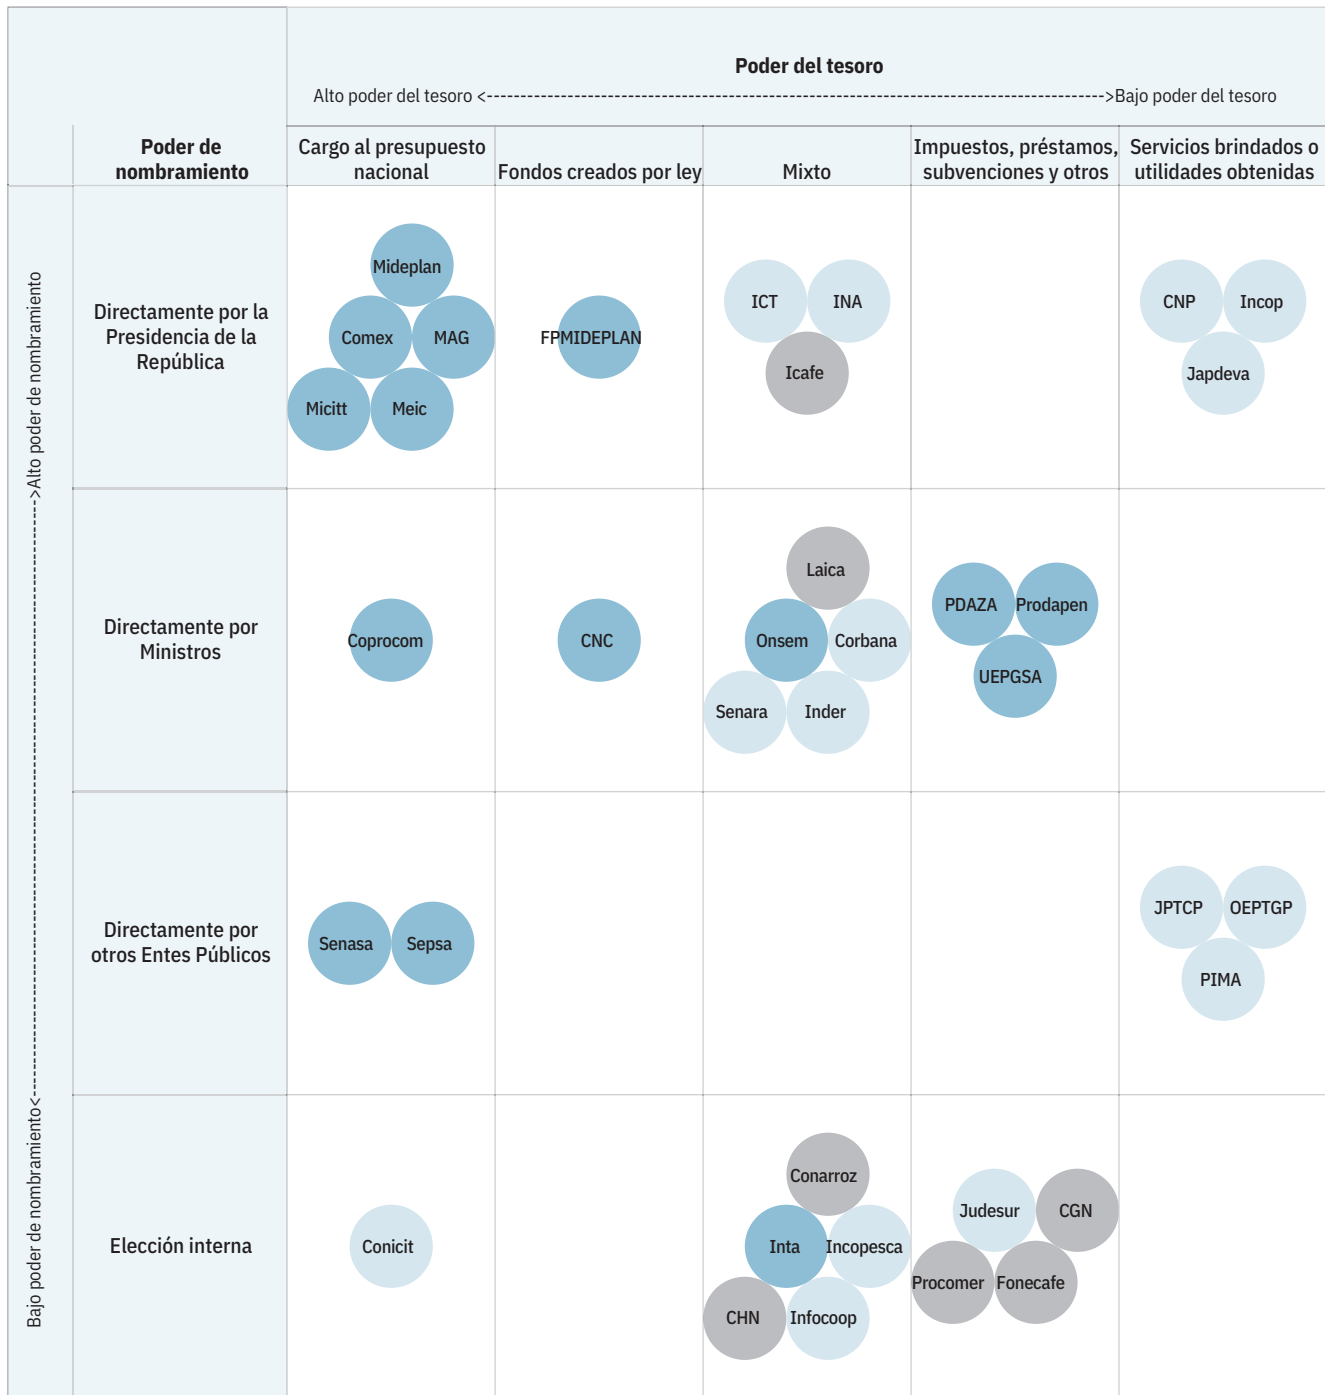 Poder del tesoro
Alto poder del tesoro <-------------------------------------------------------------------------------->Bajo poder del tesoro
Poder de
nombramiento
Cargo al presupuesto
nacional
Fondos creados por ley
Mixto
Impuestos, préstamos,
subvenciones y otros
Servicios brindados o
utilidades obtenidas
Bajo poder de nombramiento<-------------------------------------------------------------------------------->Alto poder de nombramiento
Directamente por la
Presidencia de la
República
Mideplan
Comex
MAG
Micitt
Meic
FPMIDEPLAN
ICT
INA
Icafe
CNP
Incop
Japdeva
Directamente por
Ministros
Coprocom
CNC
Laica
Onsem
Corbana
Senara
Inder
PDAZA
Prodapen
UEPGSA
Directamente por
otros Entes Públicos
Senasa
Sepsa
JPTCP
OEPTGP
PIMA
Elección interna
Conicit
Conarroz
Inta
Incopesca
CHN
Infocoop
Judesur
CGN
Procomer
Fonecafe